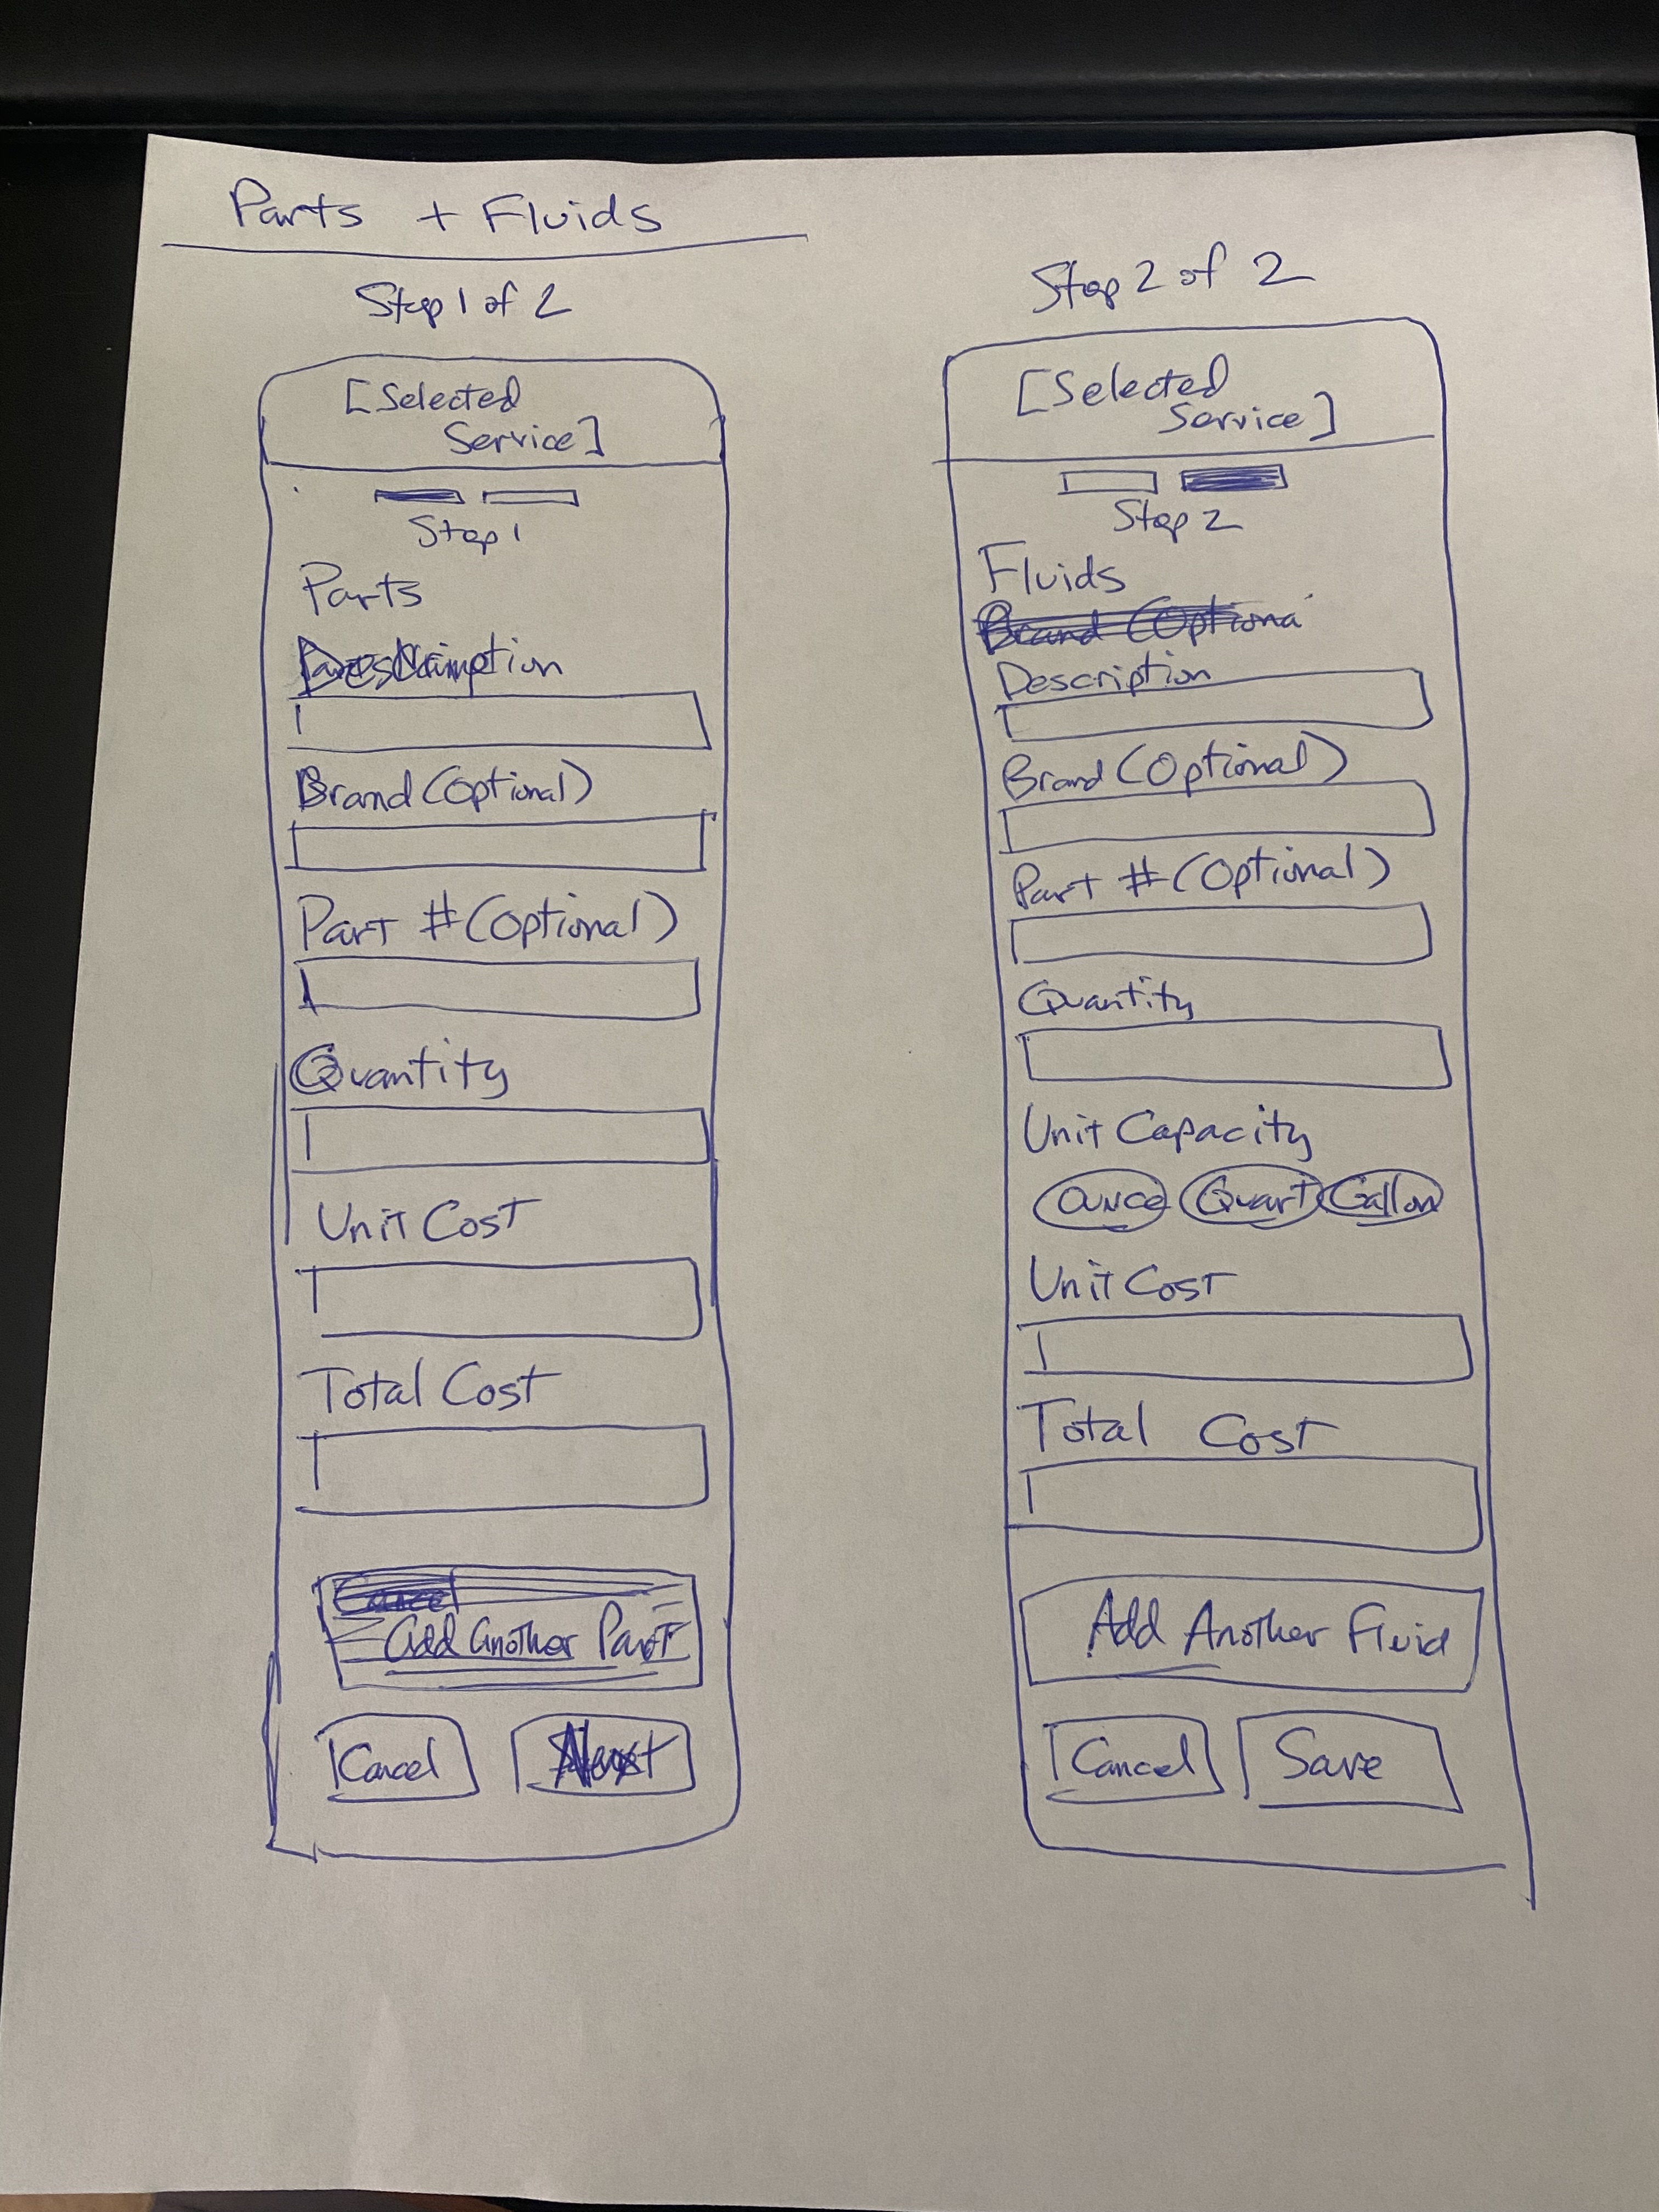 Parts + Fluids
Step 1 of 2
[Selected
Service]
Step 1
Parts
Description
Brand (Optional)
Part # (Optional)
Quantity
Unit Cost
Total Cost
Cancel
Add Another Part
Cancel
Next
Step 2 of 2
[Selected
Service]
Step 2
Fluids
Brand (Optiona
Description
Brand (Optional)
Part # (Optional)
Quantity
Unit Capacity
Ounce Quart Gallon
Unit Cost
Total Cost
Add Another Fluid
Cancel
Save